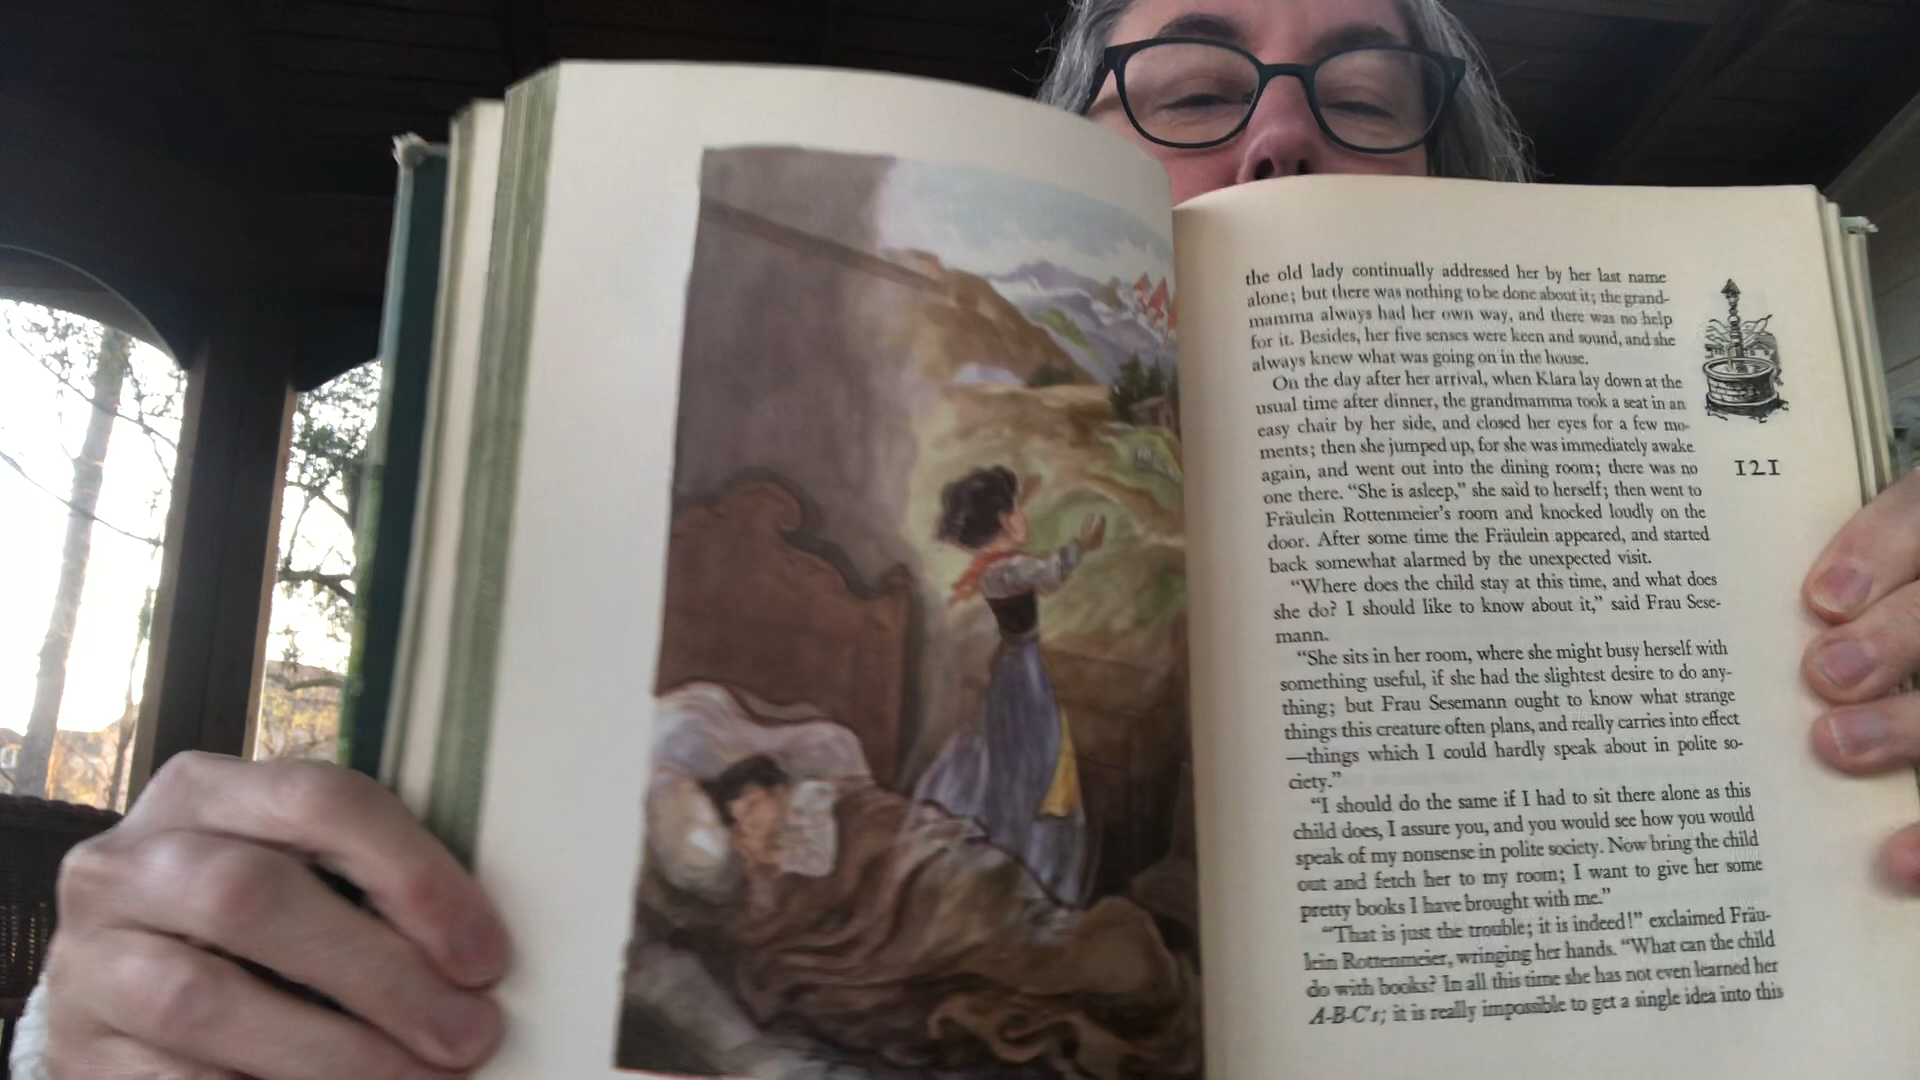 the old lady continually addressed her by her last name
alone; but there was nothing to be done about it; the grand-
mamma always had her own way, and there was no help
for it. Besides, her five senses were keen and sound, and she
always knew what was going on in the house.
On the day after her arrival, when Klara lay down at the
usual time after dinner, the grandmamma took a seat in an
easy chair by her side, and closed her eyes for a few mo-
ments; then she jumped up, for she was immediately awake
again, and went out into the dining room; there was no
one there. “She is asleep,” she said to herself; then went to
Fräulein Rottenmeier’s room and knocked loudly on the
door. After some time the Fräulein appeared, and started
back somewhat alarmed by the unexpected visit.
“Where does the child stay at this time, and what does
she do? I should like to know about it,” said Frau Sese-
mann.
“She sits in her room, where she might busy herself with
something useful, if she had the slightest desire to do any-
thing; but Frau Sesemann ought to know what strange
things this creature often plans, and really carries into effect
—things which I could hardly speak about in polite so-
ciety.”
“I should do the same if I had to sit there alone as this
child does, I assure you, and you would see how you would
speak of my nonsense in polite society. Now bring the child
out and fetch her to my room; I want to give her some
pretty books I have brought with me.”
“That is just the trouble; it is indeed!” exclaimed Fräu-
lein Rottenmeier, wringing her hands. “What can the child
do with books? In all this time she has not even learned her
A-B-C’s; it is really impossible to get a single idea into this
121